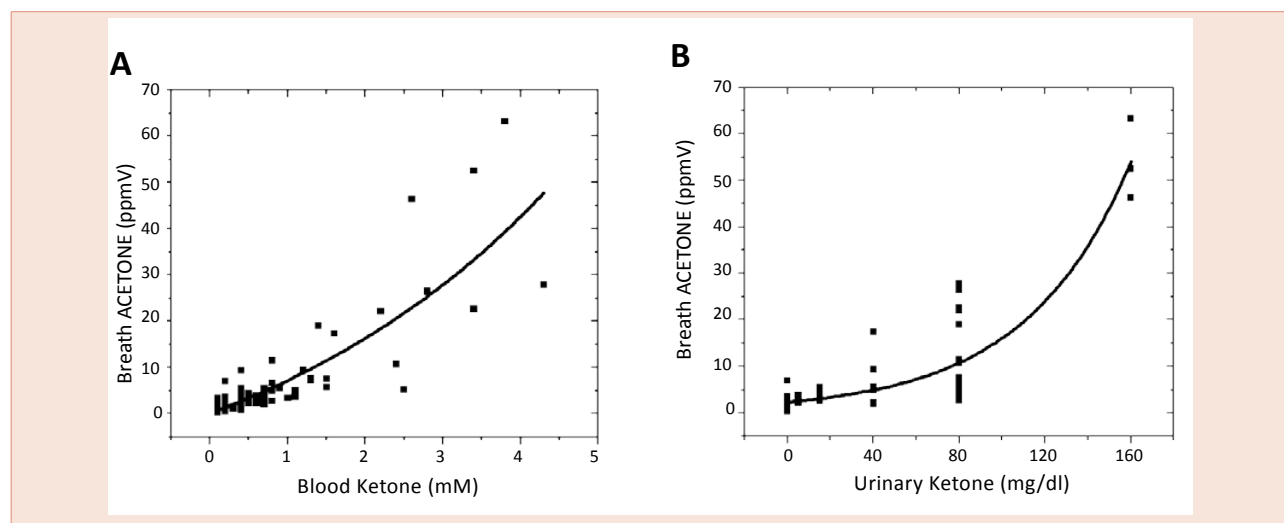 A
70
60
50
40
30
20
10
0
Breath ACETONE (ppmV)
0 1 2 3 4 5
Blood Ketone (mM)
B
70
60
50
40
30
20
10
0
Breath ACETONE (ppmV)
0 40 80 120 160
Urinary Ketone (mg/dl)